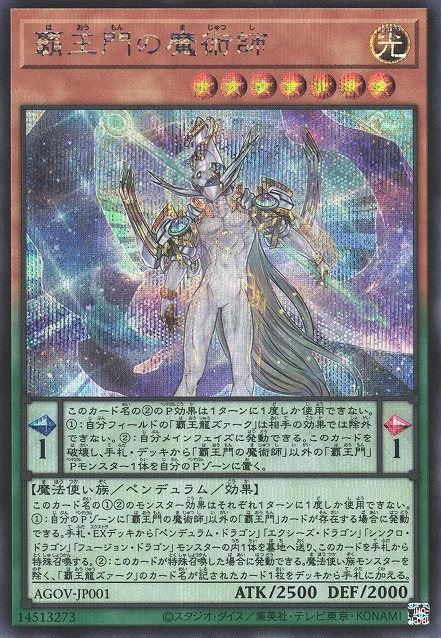 覇王門の魔術師
光
このカード名の②のP効果は1ターンに1度しか使用できない。
①:自分フィールドの「覇王龍ズァーク」は相手の効果では除外
できない。②:自分メインフェイズに発動できる。このカードを
破壊し、手札・デッキから「覇王門の魔術師」以外の「覇王門」
Pモンスター1体を自分のPゾーンに置く。
1
1
【魔法使い族/ペンデュラム/効果】
このカード名の①②のモンスター効果はそれぞれ1ターンに1度しか使用できない。
①:自分のPゾーンに「覇王門の魔術師」以外の「覇王門」カードが存在する場合に発動
できる。手札・EXデッキから「ペンデュラム・ドラゴン」「エクシーズ・ドラゴン」「シンクロ・
ドラゴン」「フュージョン・ドラゴン」モンスターの内1体を墓地へ送り、このカードを手札から
特殊召喚する。②:このカードが特殊召喚した場合に発動できる。魔法使い族モンスター
を除く、「覇王龍ズァーク」のカード名が記されたカード1枚をデッキから手札に加える。
AGOV-JP001
ATK/2500 DEF/2000
14513273
©スタジオ・ダイス/集英社・テレビ東京・KONAMI